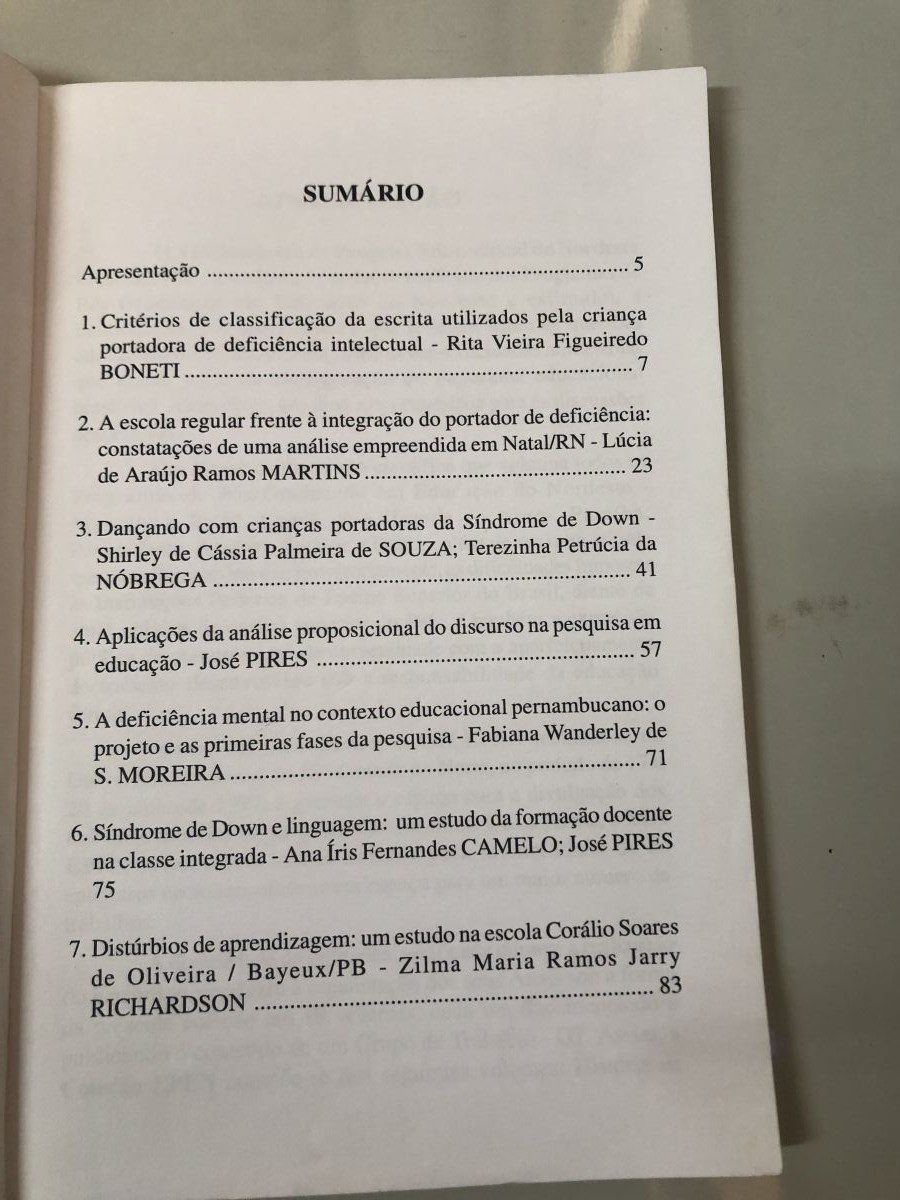 SUMÁRIO
Apresentação ................................................................................ 5
1. Critérios de classificação da escrita utilizados pela criança
portadora de deficiência intelectual - Rita Vieira Figueiredo
BONETI ..................................................................................... 7
2. A escola regular frente à integração do portador de deficiência:
constatações de uma análise empreendida em Natal/RN - Lúcia
de Araújo Ramos MARTINS ................................................. 23
3. Dançando com crianças portadoras da Síndrome de Down -
Shirley de Cássia Palmeira de SOUZA; Terezinha Petrúcia da
NÓBREGA ............................................................................... 41
4. Aplicações da análise proposicional do discurso na pesquisa em
educação - José PIRES ............................................................ 57
5. A deficiência mental no contexto educacional pernambucano: o
projeto e as primeiras fases da pesquisa - Fabiana Wanderley de
S. MOREIRA ............................................................................. 71
6. Síndrome de Down e linguagem: um estudo da formação docente
na classe integrada - Ana Íris Fernandes CAMELO; José PIRES
75
7. Distúrbios de aprendizagem: um estudo na escola Corálio Soares
de Oliveira / Bayeux/PB - Zilma Maria Ramos Jarry
RICHARDSON .......................................................................... 83